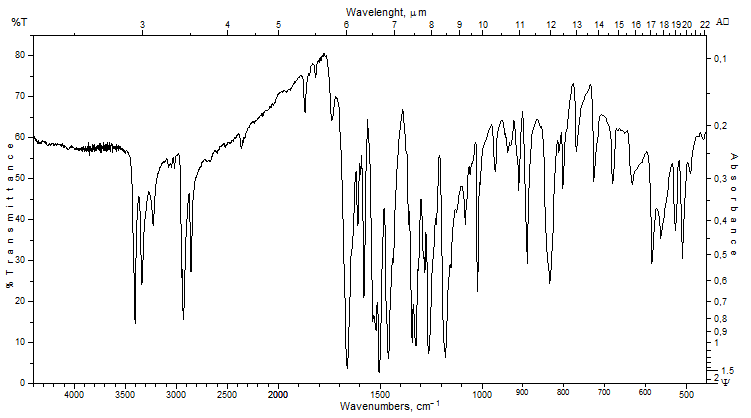 Wavelenght, μm
%T 3 4 5 6 7 8 9 10 11 12 13 14 15 16 17 18 19 20 22 A□
80 0,1
70
60 0,2
50 0,3
40 0,4
30 0,5
0,6
20 0,7
0,8
10 0,9
1
1.5
0 2
%Transmittance
Absorbance
4400 4000 3400 3000 2400 2000 1500 1000 900 800 700 600 500
Wavenumbers, cm⁻¹